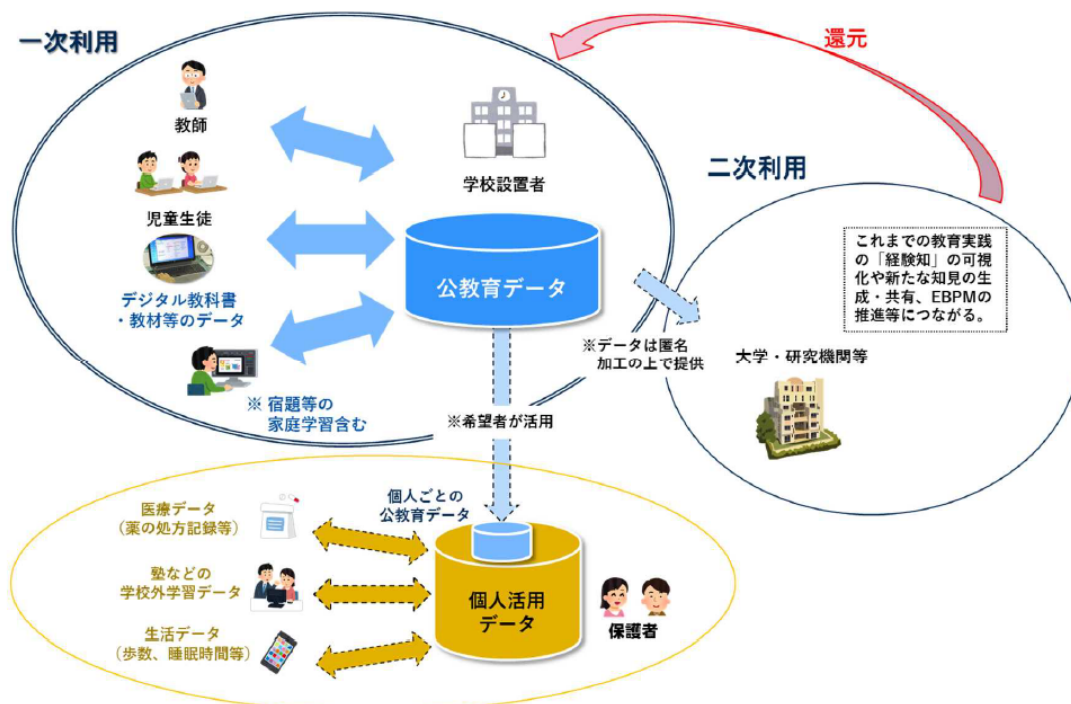 一次利用
還元
教師
学校設置者
二次利用
児童生徒
これまでの教育実践
の「経験知」の可視
化や新たな知見の生
成・共有、EBPMの
推進等につながる。
公教育データ
デジタル教科書
・教材等のデータ
※データは匿名
加工の上で提供
大学・研究機関等
※ 宿題等の
家庭学習含む
※希望者が活用
医療データ
（薬の処方記録等）
個人ごとの
公教育データ
塾などの
学校外学習データ
個人活用
データ
保護者
生活データ
（歩数、睡眠時間等）